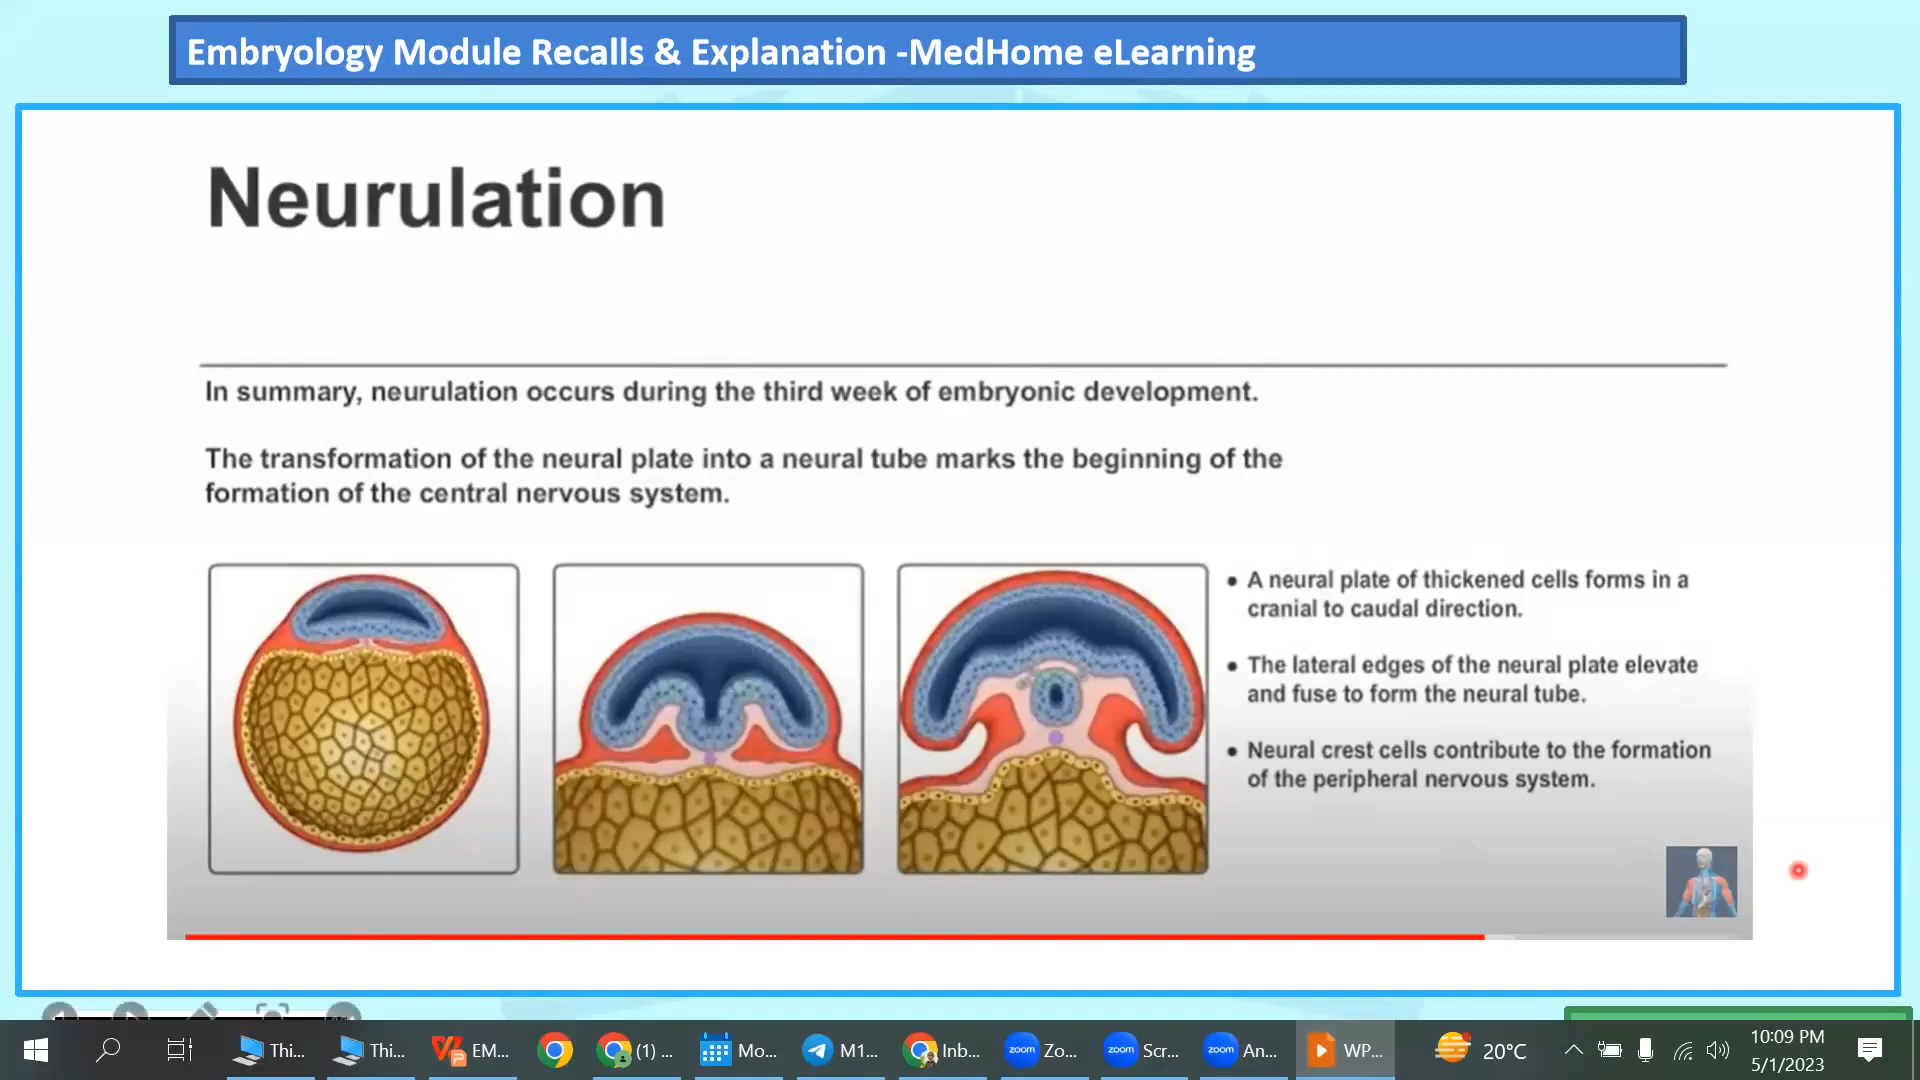 Embryology Module Recalls & Explanation -MedHome eLearning
Neurulation
In summary, neurulation occurs during the third week of embryonic development.
The transformation of the neural plate into a neural tube marks the beginning of the
formation of the central nervous system.
• A neural plate of thickened cells forms in a
cranial to caudal direction.
• The lateral edges of the neural plate elevate
and fuse to form the neural tube.
• Neural crest cells contribute to the formation
of the peripheral nervous system.
Thi... Thi... EM... (1) ... Mo... M1... Inb... zoom Zo... zoom Scr... zoom An... WP... 20°C 10:09 PM
5/1/2023